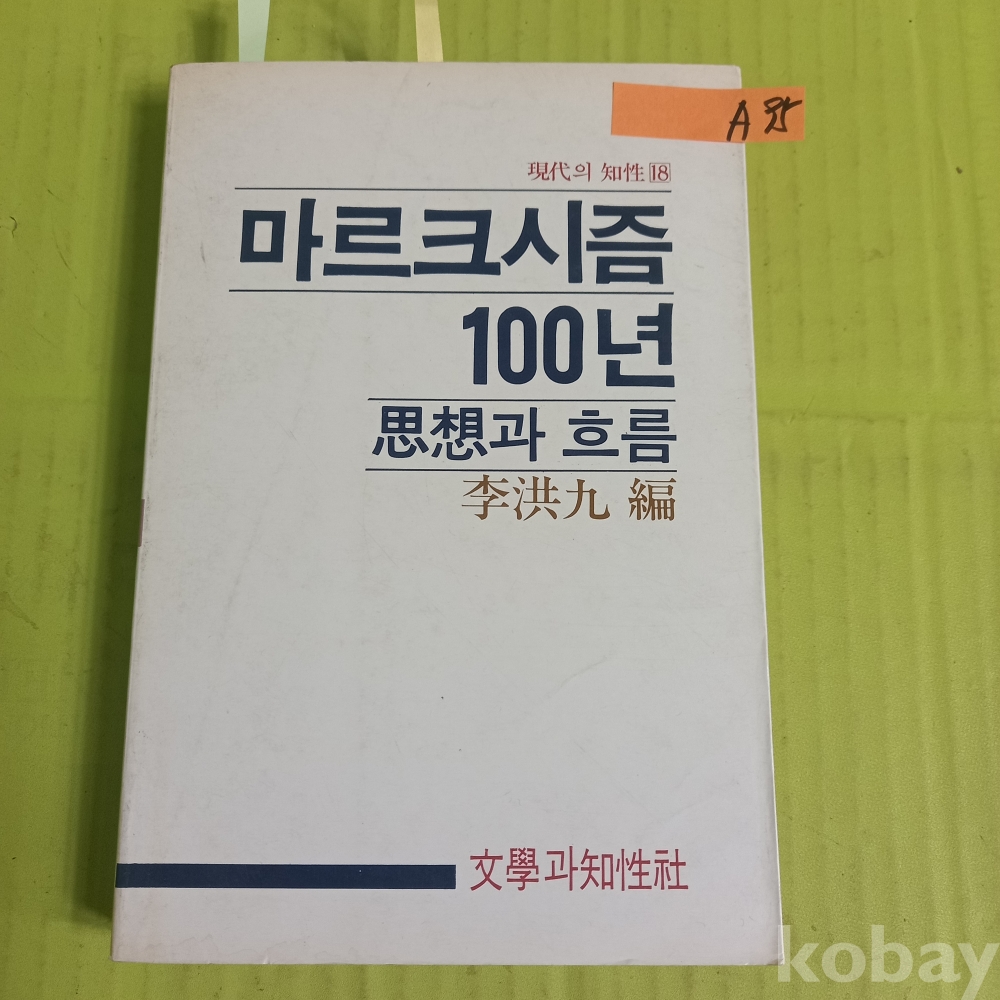 現代의 知性 18
마르크시즘
100년
思想과 흐름
李洪九 編
文學과知性社
kobay